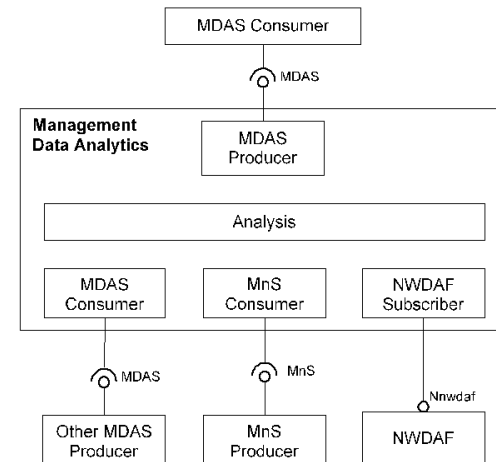 MDAS Consumer
MDAS
Management
Data Analytics
MDAS
Producer
Analysis
MDAS
Consumer
MnS
Consumer
NWDAF
Subscriber
MDAS
MnS
Nnwdaf
Other MDAS
Producer
MnS
Producer
NWDAF